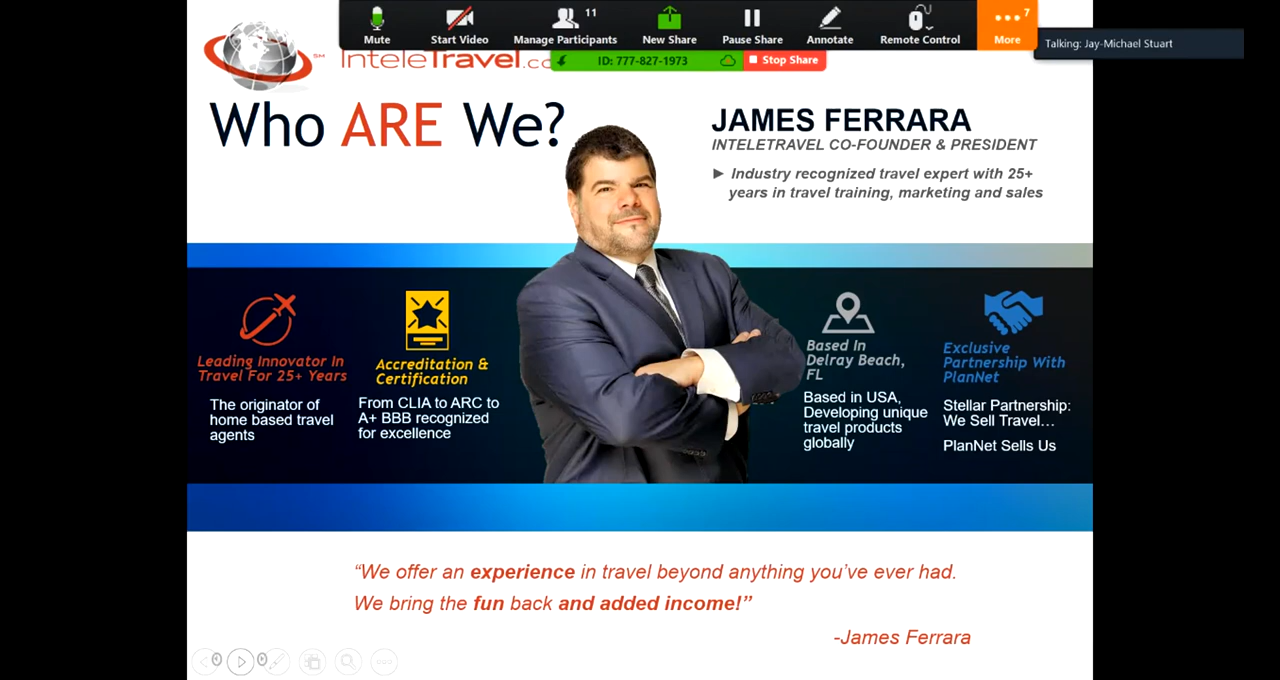 11
7
Mute
Start Video
Manage Participants
New Share
Pause Share
Annotate
Remote Control
More
Talking: Jay-Michael Stuart
InteleTravel.co
ID: 777-827-1973
Stop Share
SM
Who ARE We?
JAMES FERRARA
INTELETRAVEL CO-FOUNDER & PRESIDENT
► Industry recognized travel expert with 25+
years in travel training, marketing and sales
Leading Innovator In
Travel For 25+ Years
The originator of
home based travel
agents
Accreditation &
Certification
From CLIA to ARC to
A+ BBB recognized
for excellence
Based In
Delray Beach,
FL
Based in USA,
Developing unique
travel products
globally
Exclusive
Partnership With
PlanNet
Stellar Partnership:
We Sell Travel…
PlanNet Sells Us
“We offer an experience in travel beyond anything you’ve ever had.
We bring the fun back and added income!”
-James Ferrara